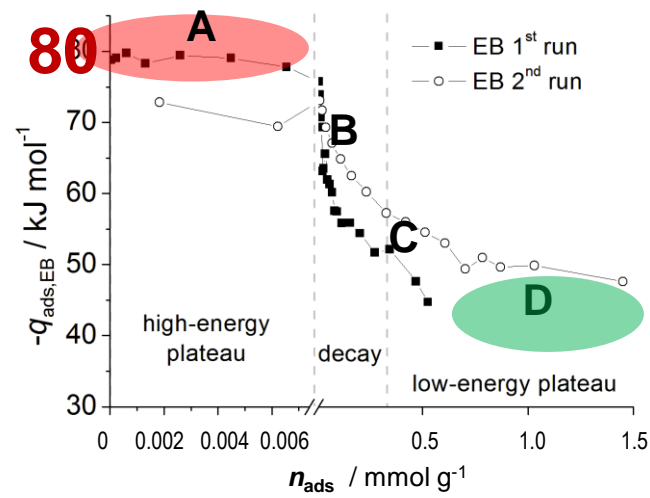 A
80
80
EB 1st run
EB 2nd run
70
B
60
C
50
D
40
30
-qads,EB / kJ mol-1
high-energy
plateau
decay
low-energy plateau
0 0.002 0.004 0.006 0.5 1.0 1.5
nads / mmol g-1